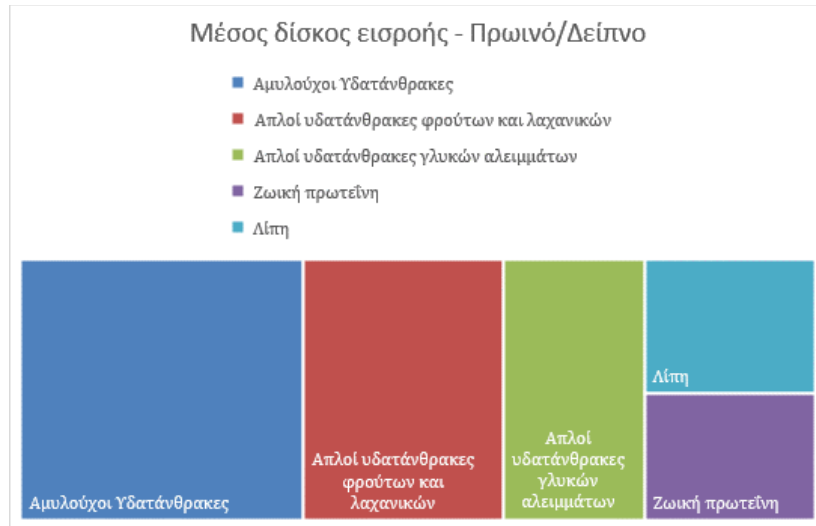 Μέσος δίσκος εισροής - Πρωινό/Δείπνο
Αμυλούχοι Υδατάνθρακες
Απλοί υδατάνθρακες φρούτων και λαχανικών
Απλοί υδατάνθρακες γλυκών αλειμμάτων
Ζωική πρωτεΐνη
Λίπη
Αμυλούχοι Υδατάνθρακες
Απλοί υδατάνθρακες
φρούτων και
λαχανικών
Απλοί
υδατάνθρακες
γλυκών
αλειμμάτων
Λίπη
Ζωική πρωτεΐνη